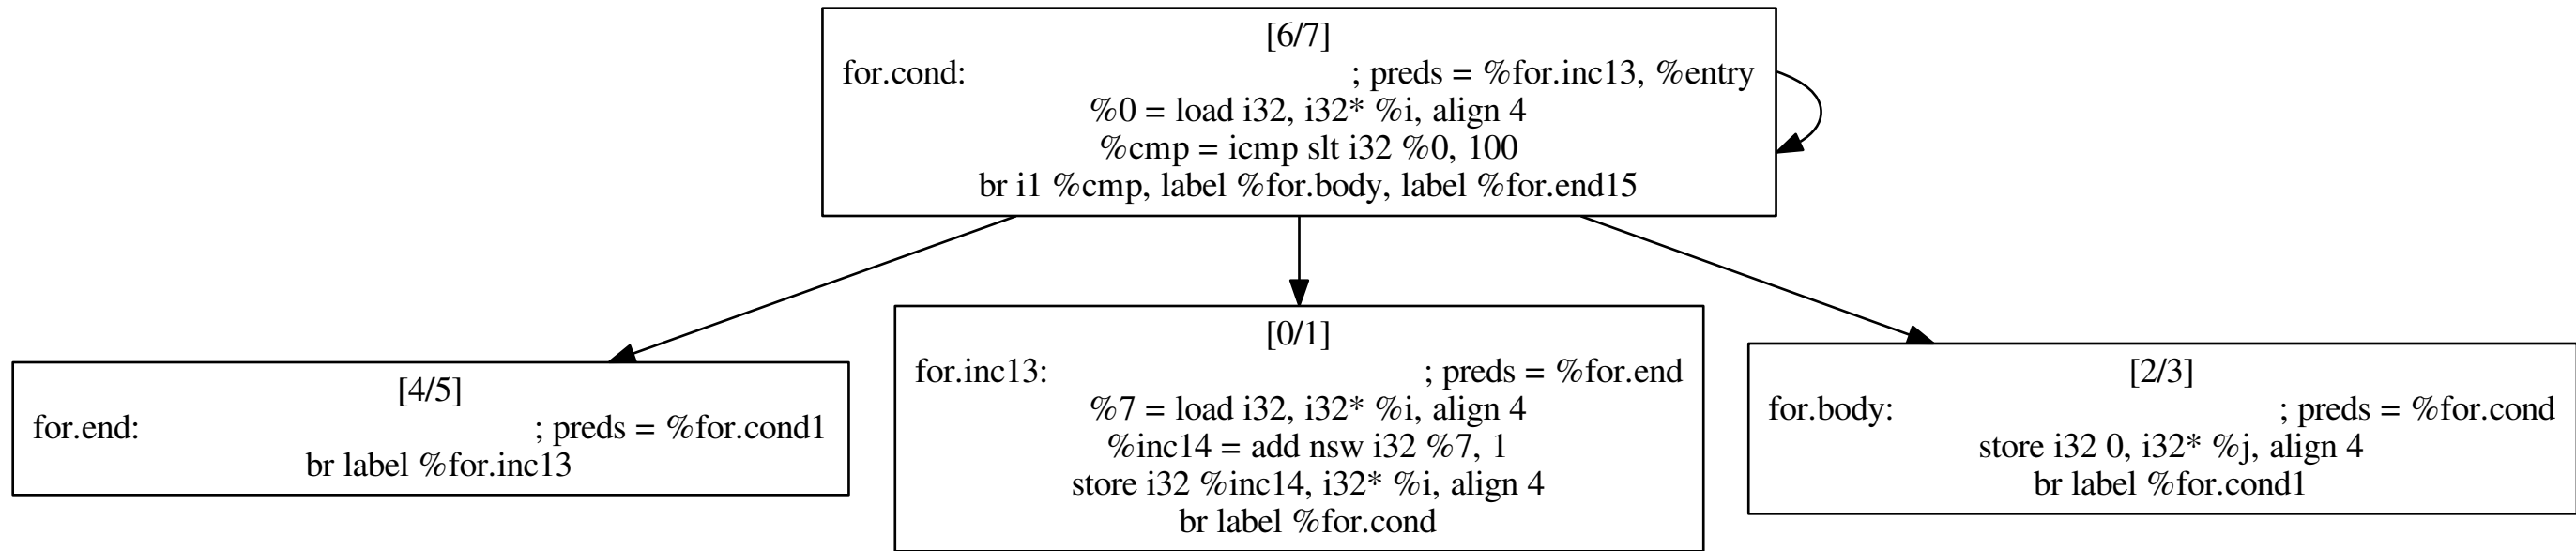 [6/7]
for.cond: ; preds = %for.inc13, %entry
%0 = load i32, i32* %i, align 4
%cmp = icmp slt i32 %0, 100
br i1 %cmp, label %for.body, label %for.end15
[4/5]
for.end: ; preds = %for.cond1
br label %for.inc13
[0/1]
for.inc13: ; preds = %for.end
%7 = load i32, i32* %i, align 4
%inc14 = add nsw i32 %7, 1
store i32 %inc14, i32* %i, align 4
br label %for.cond
[2/3]
for.body: ; preds = %for.cond
store i32 0, i32* %j, align 4
br label %for.cond1